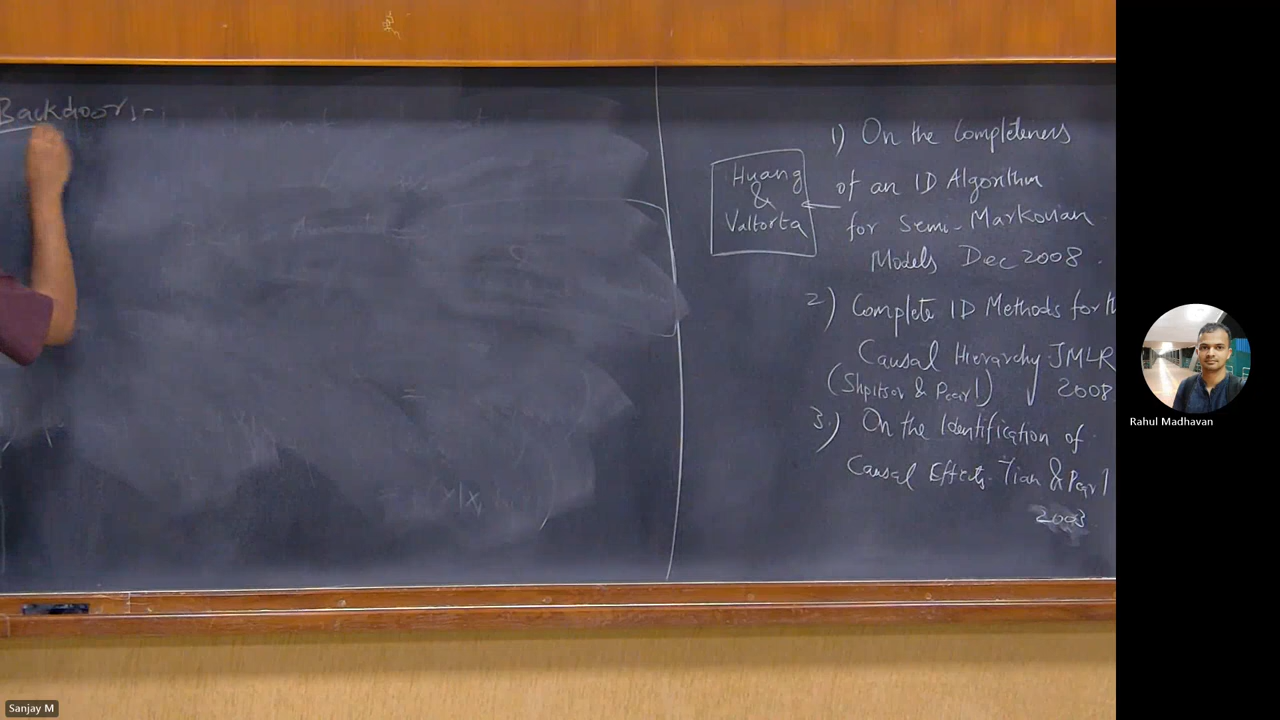 Backdoors:-
Huang
&
Valtorta
1) On the Completeness
of an ID Algorithm
for Semi-Markovian
Models Dec 2008.
2) Complete ID Methods for th
Causal Hierarchy JMLR
(Shpitser & Pearl) 2008
3.) On the Identification of
Causal Effects. Tian & Pearl
2003
Rahul Madhavan
Sanjay M